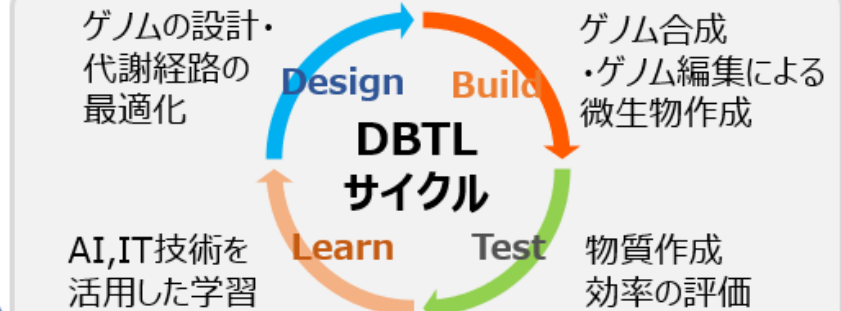 ゲノムの設計・
代謝経路の
最適化
Design
Build
ゲノム合成
・ゲノム編集による
微生物作成
DBTL
サイクル
AI,IT技術を
活用した学習
Learn
Test
物質作成
効率の評価